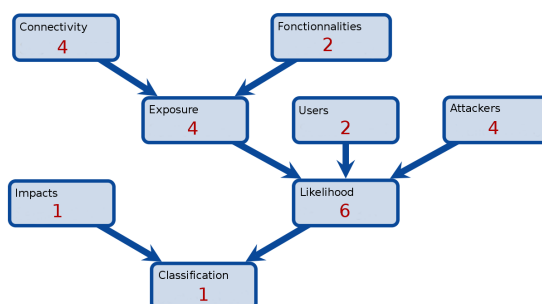 Connectivity
4
Fonctionnalities
2
Exposure
4
Users
2
Attackers
4
Impacts
1
Likelihood
6
Classification
1